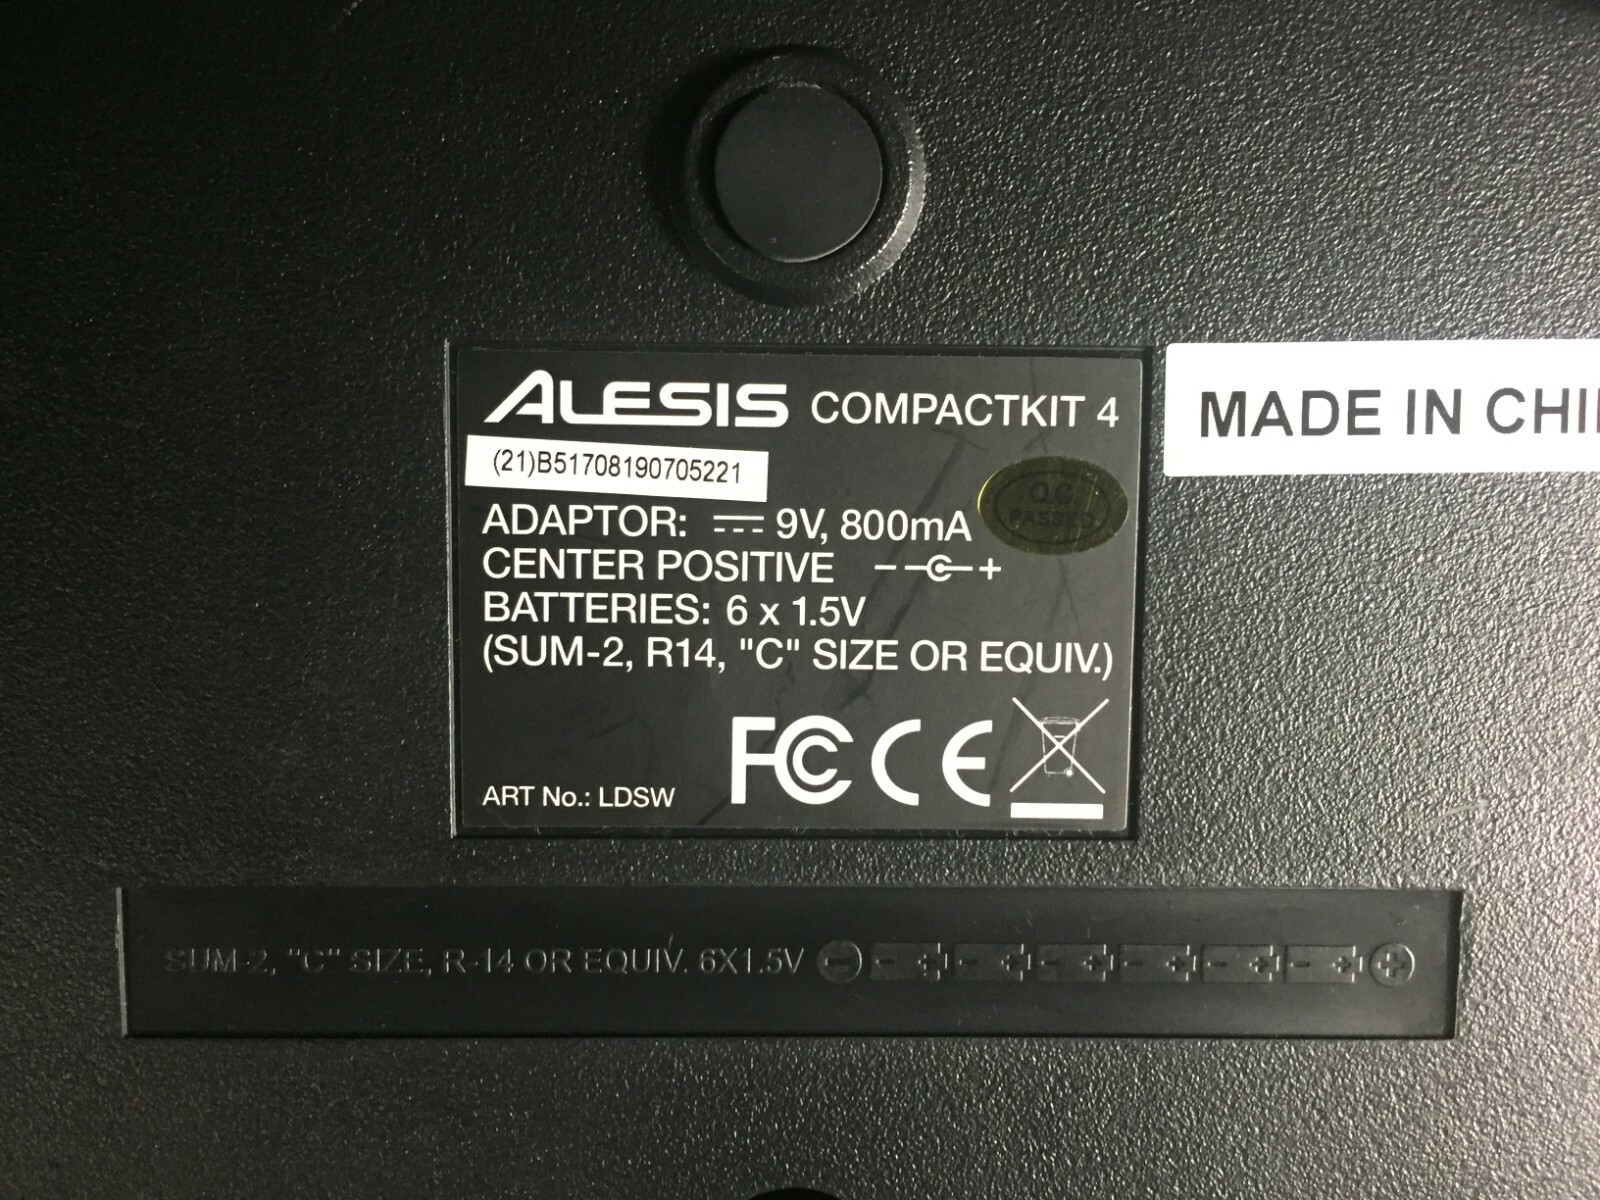 ALESIS COMPACTKIT 4
(21)B51708190705221
ADAPTOR: 9V, 800mA
CENTER POSITIVE - +
BATTERIES: 6 x 1.5V
(SUM-2, R14, "C" SIZE OR EQUIV.)
FC CE
ART No.: LDSW
Q.C
PASSED
MADE IN CHI
SUM-2, "C" SIZE, R-14 OR EQUIV. 6X1.5V - - + - + - + - + - + - + +